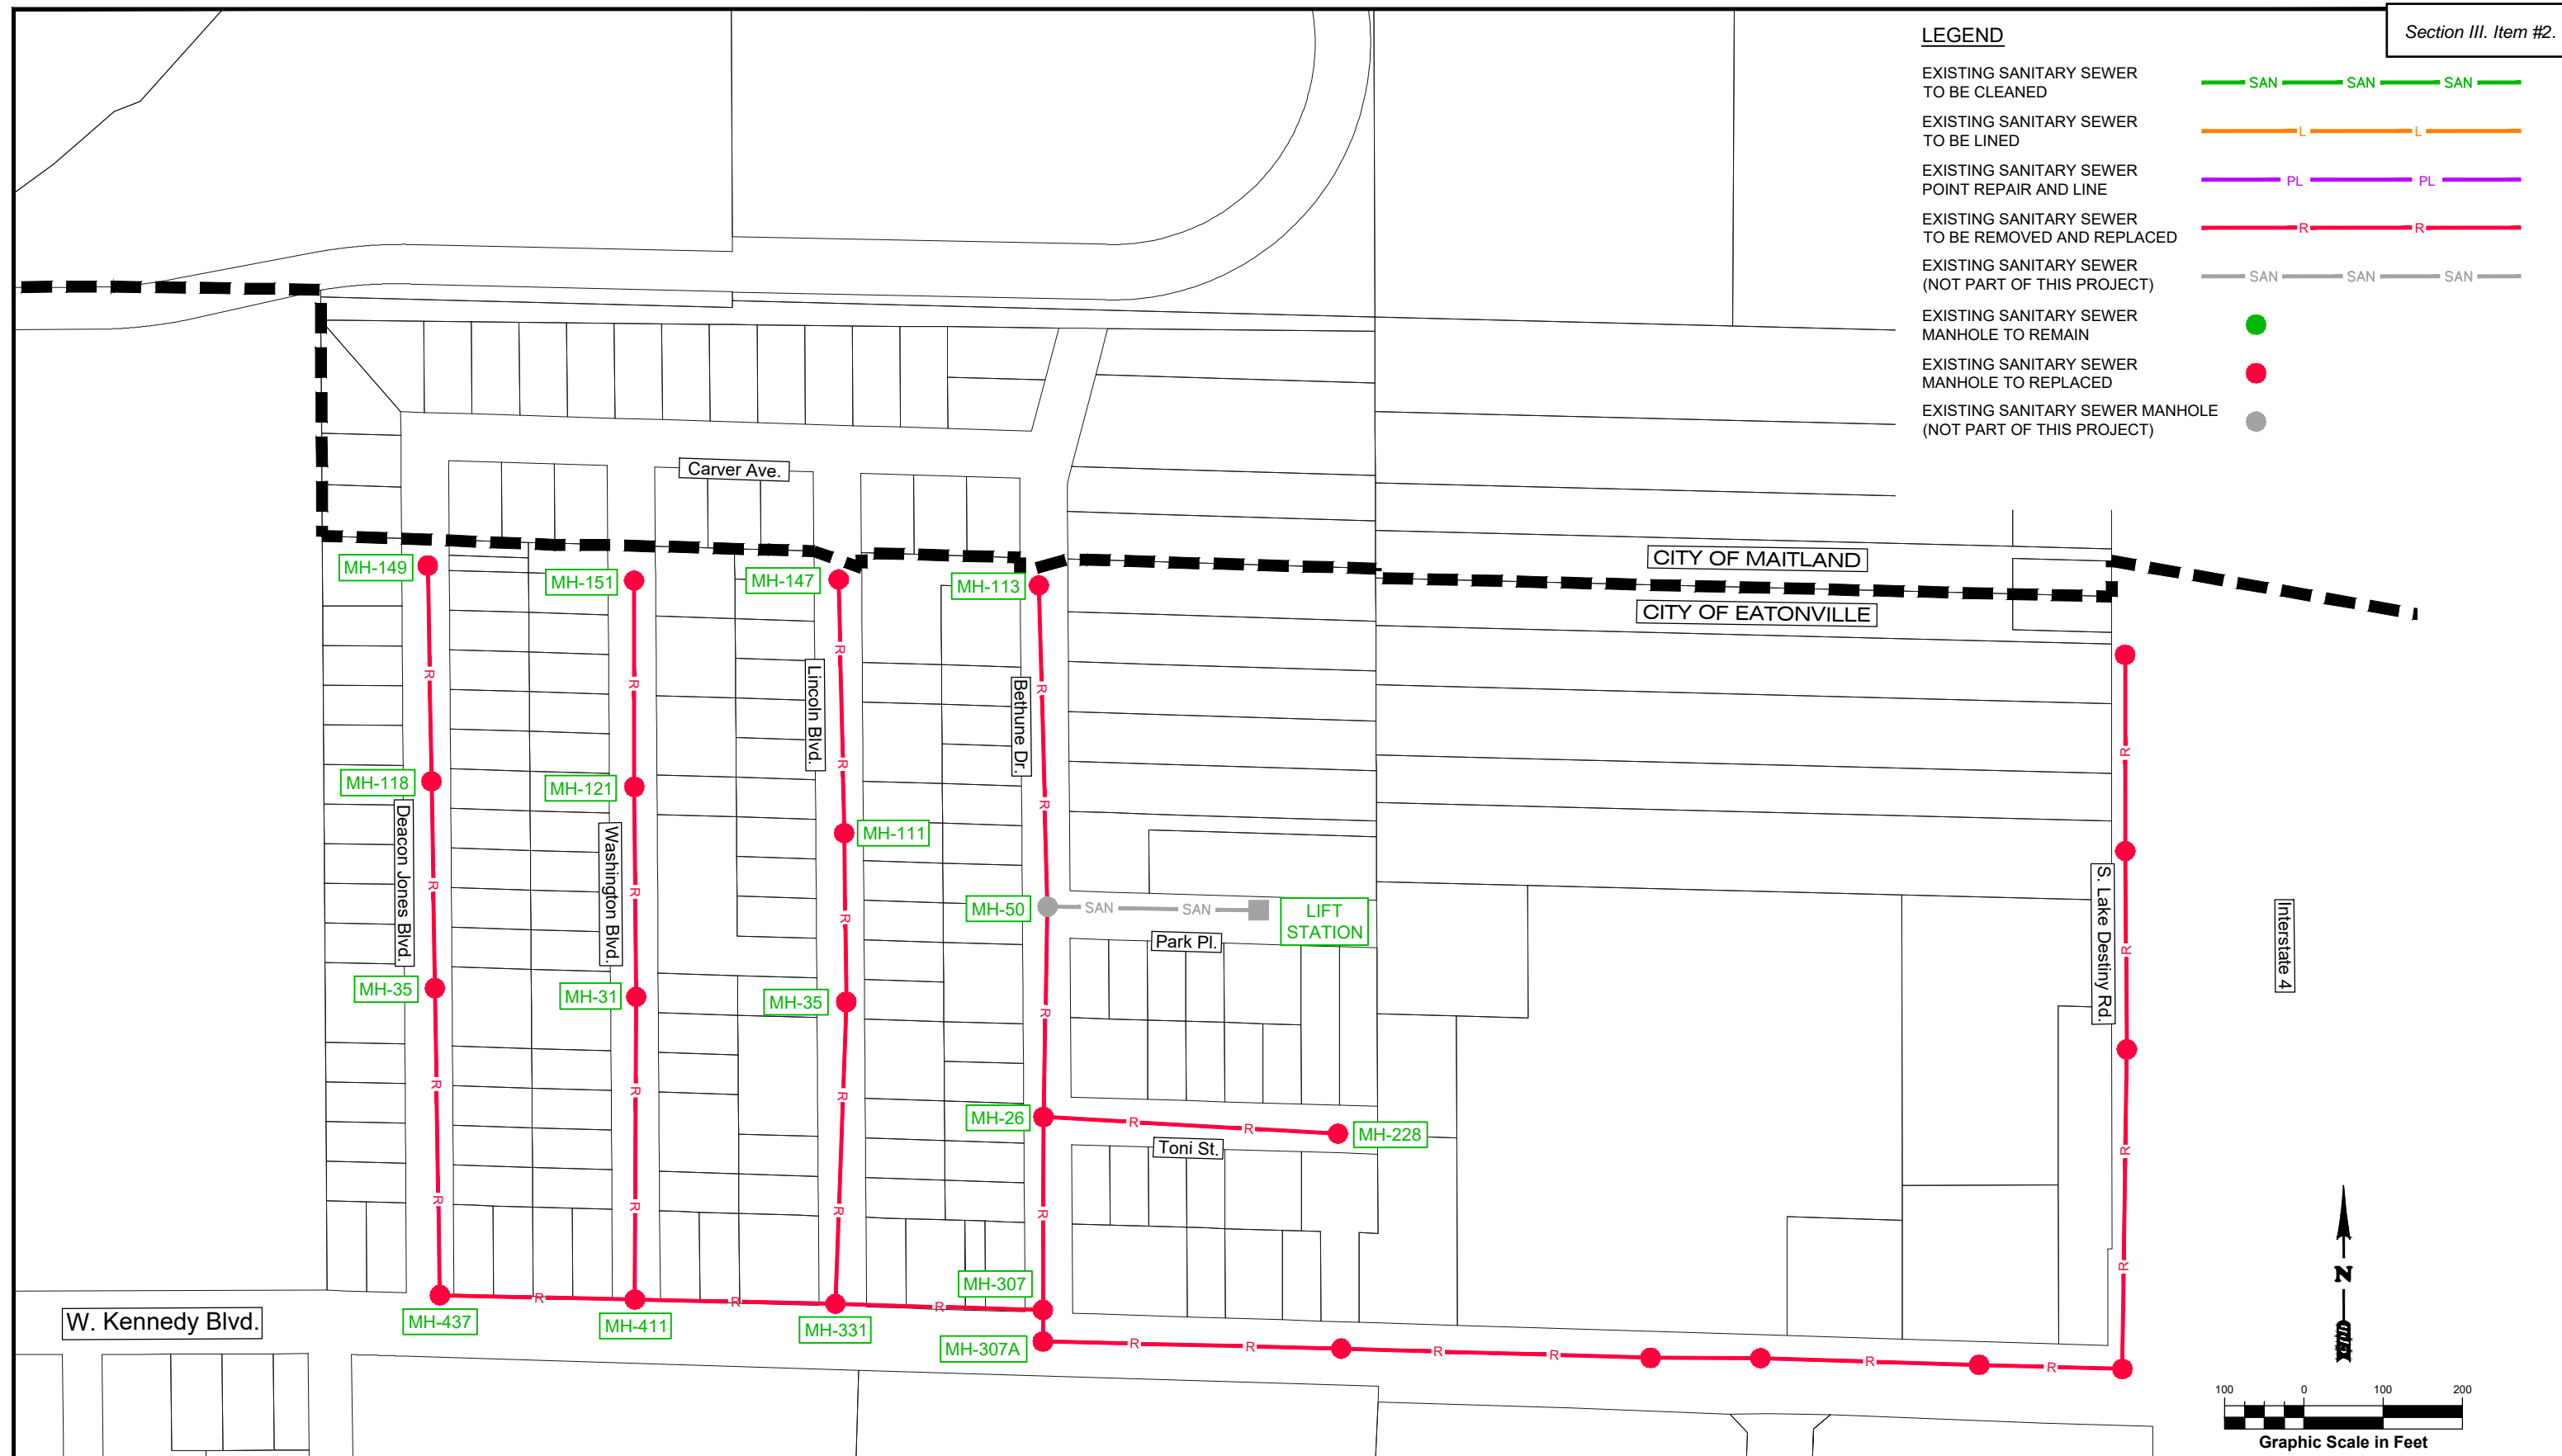 Section III. Item #2.
LEGEND
EXISTING SANITARY SEWER
TO BE CLEANED
SAN SAN SAN
EXISTING SANITARY SEWER
TO BE LINED
L L
EXISTING SANITARY SEWER
POINT REPAIR AND LINE
PL PL
EXISTING SANITARY SEWER
TO BE REMOVED AND REPLACED
R R
EXISTING SANITARY SEWER
(NOT PART OF THIS PROJECT)
SAN SAN SAN
EXISTING SANITARY SEWER
MANHOLE TO REMAIN
EXISTING SANITARY SEWER
MANHOLE TO REPLACED
EXISTING SANITARY SEWER MANHOLE
(NOT PART OF THIS PROJECT)
Carver Ave.
CITY OF MAITLAND
CITY OF EATONVILLE
MH-149
MH-151
MH-147
MH-113
R
R
R
R
Lincoln Blvd.
Bethune Dr.
R
R
R
MH-118
MH-121
MH-111
Deacon Jones Blvd.
Washington Blvd.
R
R
R
MH-50
SAN SAN
LIFT
STATION
Park Pl.
S. Lake Destiny Rd.
R
Interstate 4
MH-35
MH-31
MH-35
R
R
R
R
MH-26
R R
MH-228
Toni St.
R
R
R
R
R
R
R
MH-307
N
W. Kennedy Blvd.
R
R
R
MH-437
MH-411
MH-331
MH-307A
R R R R R R
100 0 100 200
Graphic Scale in Feet